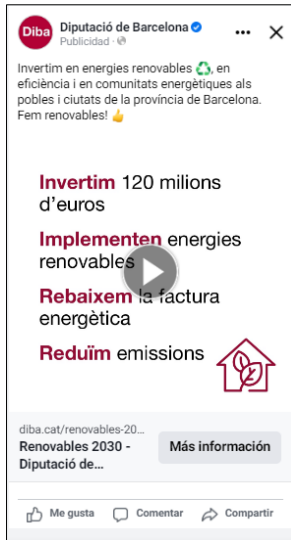 Diba
Diputació de Barcelona
Publicidad ·
Invertim en energies renovables ♻️, en
eficiència i en comunitats energètiques als
pobles i ciutats de la província de Barcelona.
Fem renovables! 👍
Invertim 120 milions
d'euros
Implementen energies
renovables
Rebaixem la factura
energètica
Reduïm emissions
diba.cat/renovables-20...
Renovables 2030 -
Diputació de...
Más información
Me gusta
Comentar
Compartir